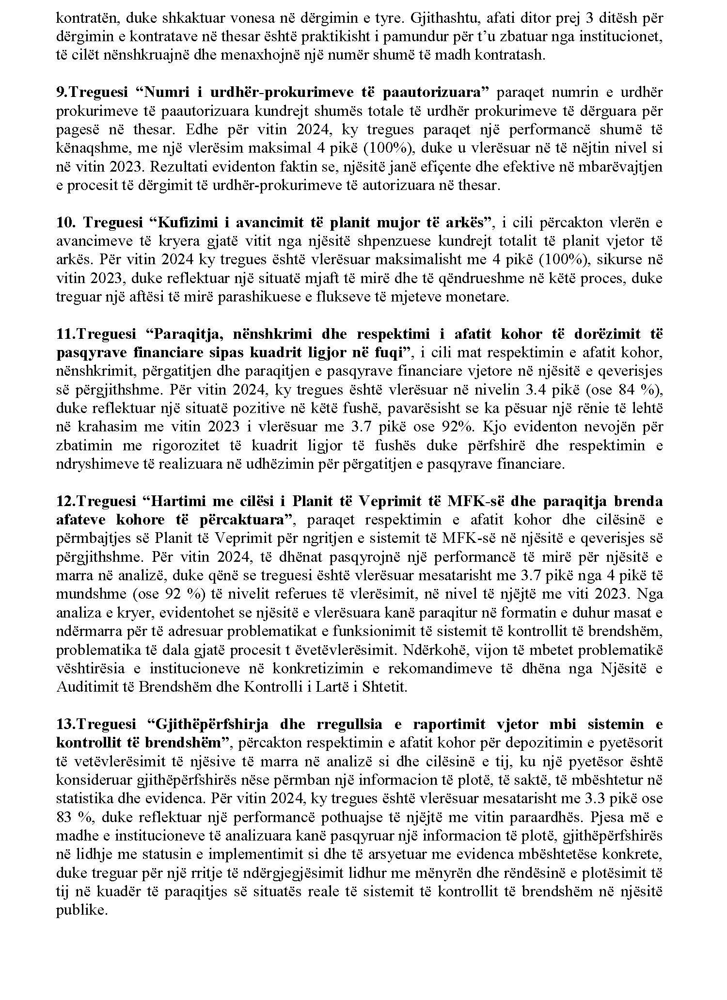 kontratën, duke shkaktuar vonesa në dërgimin e tyre. Gjithashtu, afati ditor prej 3 ditësh për
dërgimin e kontratave në thesar është praktikisht i pamundur për t’u zbatuar nga institucionet,
të cilët nënshkruajnë dhe menaxhojnë një numër shumë të madh kontratash.
9.Treguesi “Numri i urdhër-prokurimeve të paautorizuara” paraqet numrin e urdhër
prokurimeve të paautorizuara kundrejt shumës totale të urdhër prokurimeve të dërguara për
pagesë në thesar. Edhe për vitin 2024, ky tregues paraqet një performancë shumë të
kënaqshme, me një vlerësim maksimal 4 pikë (100%), duke u vlerësuar në të nëjtin nivel si
në vitin 2023. Rezultati evidenton faktin se, njësitë janë efiçente dhe efektive në mbarëvajtjen
e procesit të dërgimit të urdhër-prokurimeve të autorizuara në thesar.
10. Treguesi “Kufizimi i avancimit të planit mujor të arkës”, i cili përcakton vlerën e
avancimeve të kryera gjatë vitit nga njësitë shpenzuese kundrejt totalit të planit vjetor të
arkës. Për vitin 2024 ky tregues është vlerësuar maksimalisht me 4 pikë (100%), sikurse në
vitin 2023, duke reflektuar një situatë mjaft të mirë dhe të qëndrueshme në këtë proces, duke
treguar një aftësi të mirë parashikuese e flukseve të mjeteve monetare.
11.Treguesi “Paraqitja, nënshkrimi dhe respektimi i afatit kohor të dorëzimit të
pasqyrave financiare sipas kuadrit ligjor në fuqi”, i cili mat respektimin e afatit kohor,
nënshkrimit, përgatitjen dhe paraqitjen e pasqyrave financiare vjetore në njësitë e qeverisjes
së përgjithshme. Për vitin 2024, ky tregues është vlerësuar në nivelin 3.4 pikë (ose 84 %),
duke reflektuar një situatë pozitive në këtë fushë, pavarësisht se ka pësuar një rënie të lehtë
në krahasim me vitin 2023 i vlerësuar me 3.7 pikë ose 92%. Kjo evidenton nevojën për
zbatimin me rigorozitet të kuadrit ligjor të fushës duke përfshirë dhe respektimin e
ndryshimeve të realizuara në udhëzimin për përgatitjen e pasqyrave financiare.
12.Treguesi “Hartimi me cilësi i Planit të Veprimit të MFK-së dhe paraqitja brenda
afateve kohore të përcaktuara”, paraqet respektimin e afatit kohor dhe cilësinë e
përmbajtjes së Planit të Veprimit për ngritjen e sistemit të MFK-së në njësitë e qeverisjes së
përgjithshme. Për vitin 2024, të dhënat pasqyrojnë një performancë të mirë për njësitë e
marra në analizë, duke qënë se treguesi është vlerësuar mesatarisht me 3.7 pikë nga 4 pikë të
mundshme (ose 92 %) të nivelit referues të vlerësimit, në nivel të njëjtë me viti 2023. Nga
analiza e kryer, evidentohet se njësitë e vlerësuara kanë paraqitur në formatin e duhur masat e
ndërmarra për të adresuar problematikat e funksionimit të sistemit të kontrollit të brendshëm,
problematika të dala gjatë procesit t ëvetëvlerësimit. Ndërkohë, vijon të mbetet problematikë
vështirësia e institucioneve në konkretizimin e rekomandimeve të dhëna nga Njësitë e
Auditimit të Brendshëm dhe Kontrolli i Lartë i Shtetit.
13.Treguesi “Gjithëpërfshirja dhe rregullsia e raportimit vjetor mbi sistemin e
kontrollit të brendshëm”, përcakton respektimin e afatit kohor për depozitimin e pyetësorit
të vetëvlerësimit të njësive të marra në analizë si dhe cilësinë e tij, ku një pyetësor është
konsideruar gjithëpërfshirës nëse përmban një informacion të plotë, të saktë, të mbështetur në
statistika dhe evidenca. Për vitin 2024, ky tregues është vlerësuar mesatarisht me 3.3 pikë ose
83 %, duke reflektuar një performancë pothuajse të njëjtë me vitin paraardhës. Pjesa më e
madhe e institucioneve të analizuara kanë pasqyruar një informacion të plotë, gjithëpërfshirës
në lidhje me statusin e implementimit si dhe të arsyetuar me evidenca mbështetëse konkrete,
duke treguar për një rritje të ndërgjegjësimit lidhur me mënyrën dhe rëndësinë e plotësimit të
tij në kuadër të paraqitjes së situatës reale të sistemit të kontrollit të brendshëm në njësitë
publike.